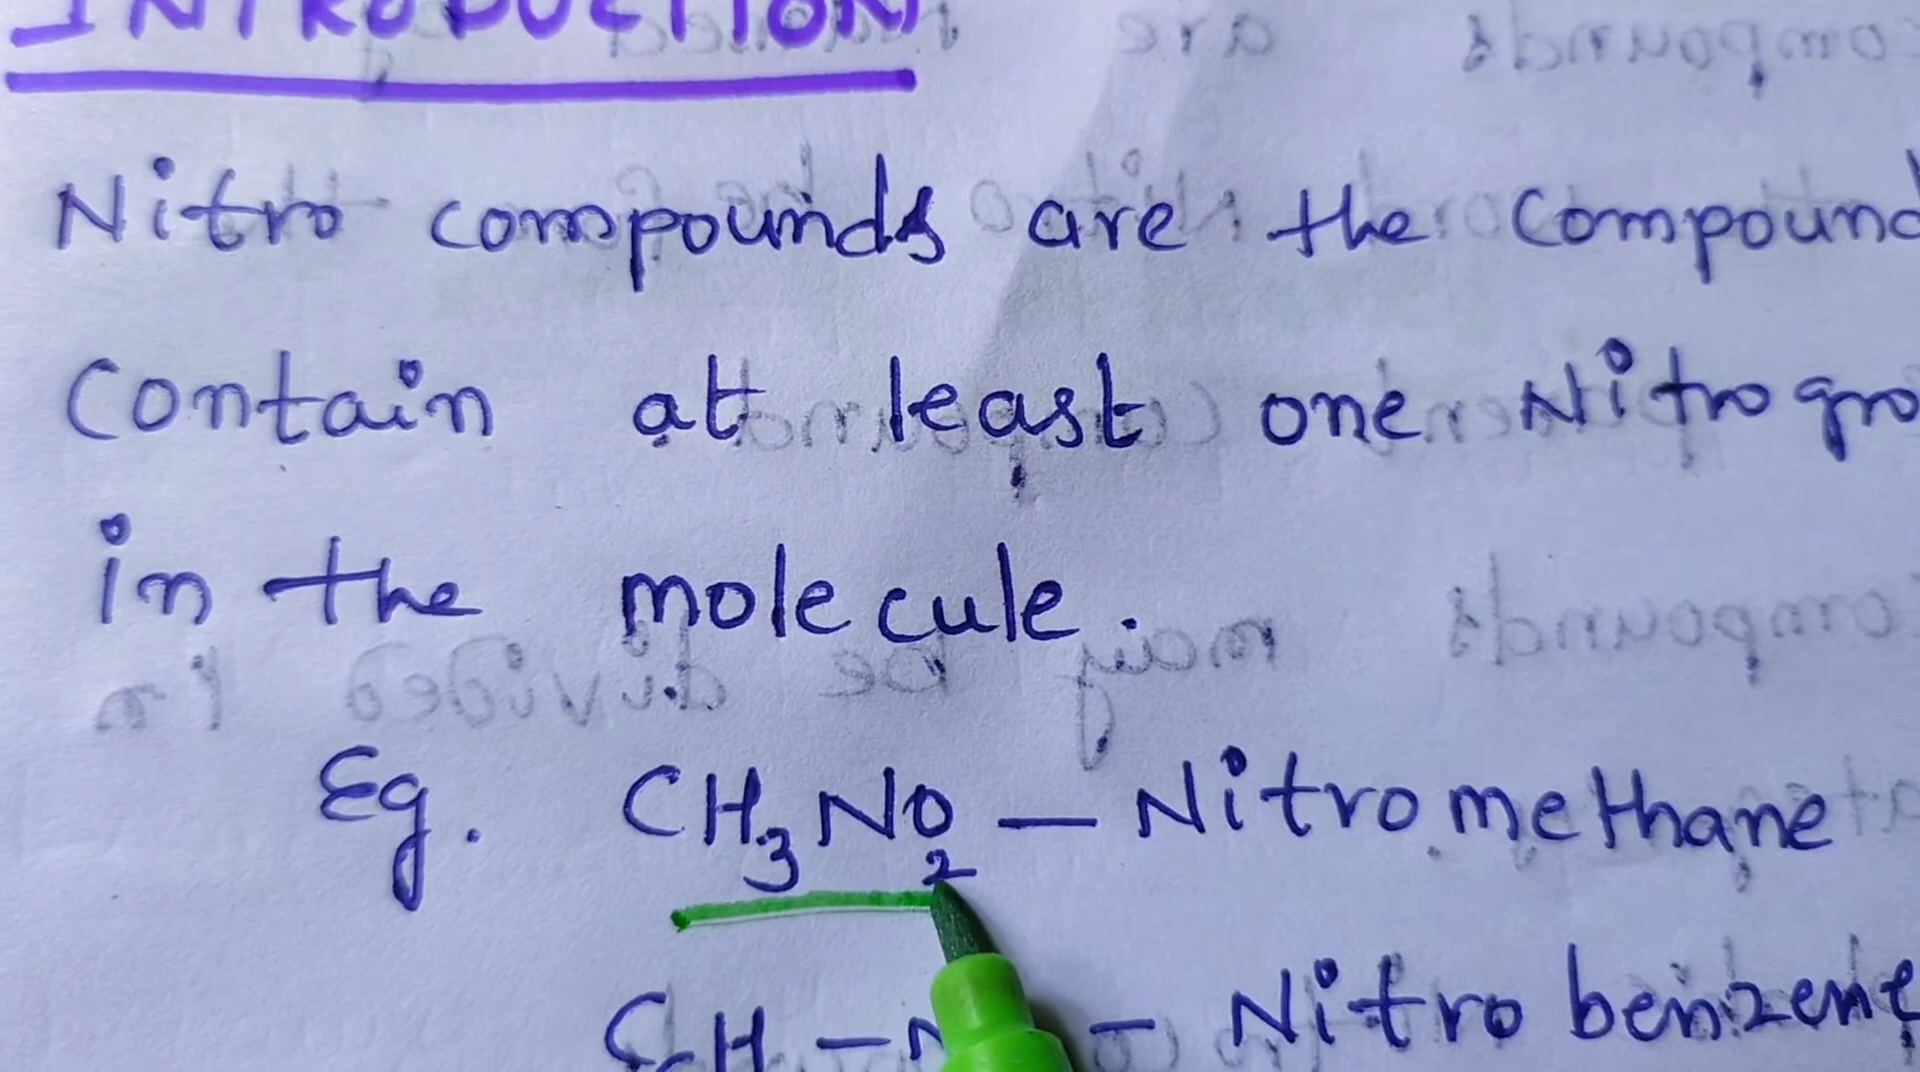 INTRODUCTION
Nitro compounds are the Compound
Contain at least one Nitro gro
in the molecule.
Eg. CH₃NO₂ — Nitromethane
— Nitro benzene